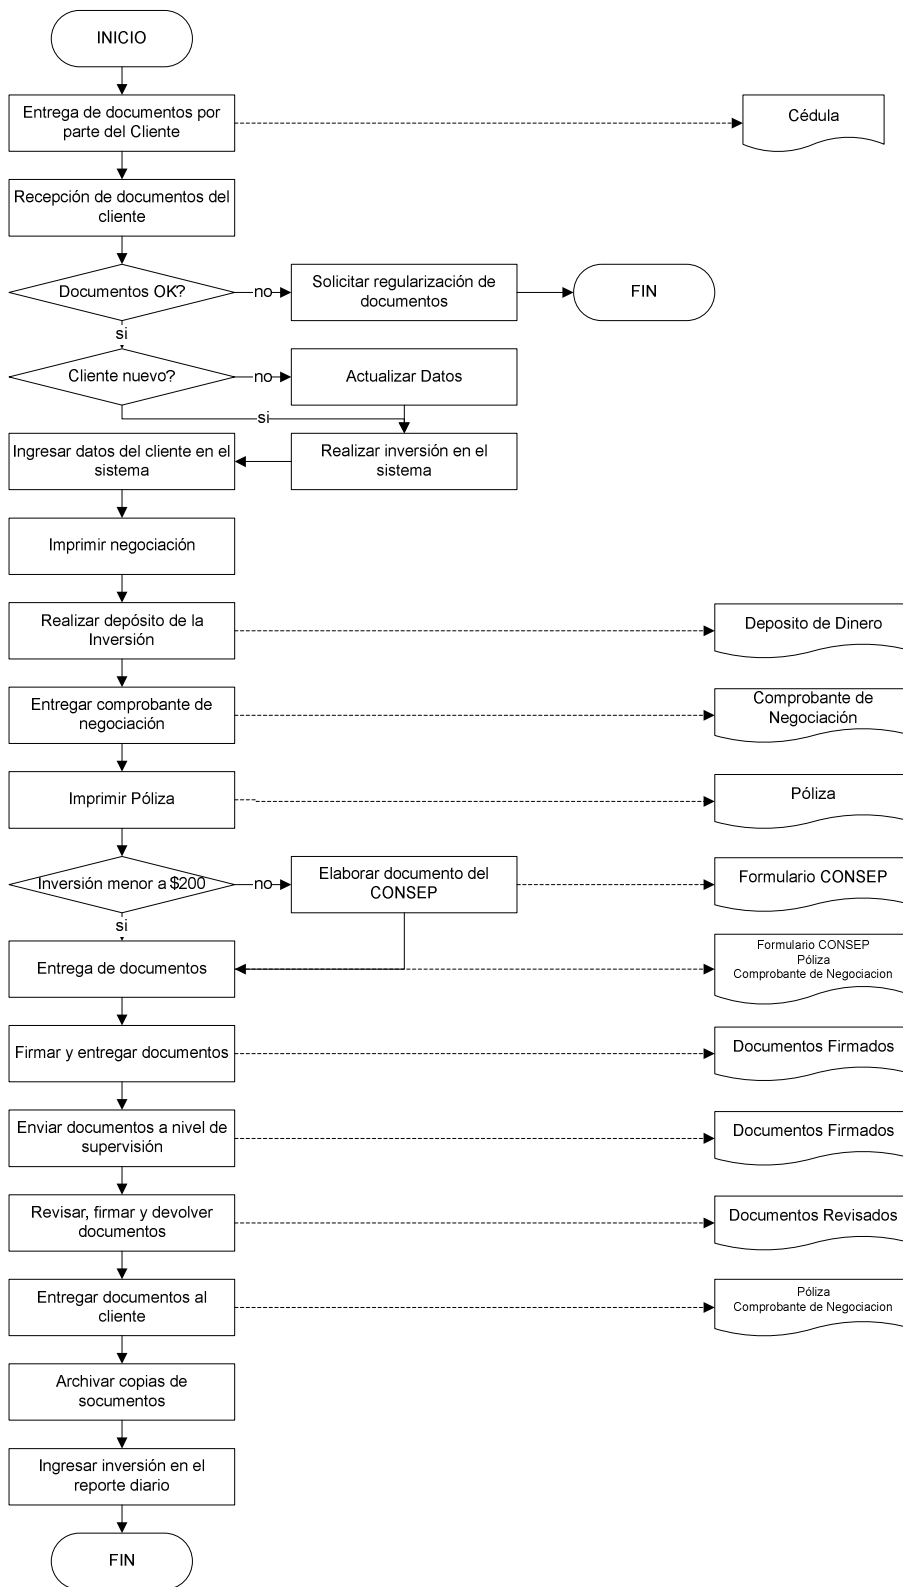 INICIO
Entrega de documentos por
parte del Cliente
Cédula
Recepción de documentos del
cliente
Documentos OK?
no
Solicitar regularización de
documentos
FIN
si
Cliente nuevo?
no
Actualizar Datos
si
Ingresar datos del cliente en el
sistema
Realizar inversión en el
sistema
Imprimir negociación
Realizar depósito de la
Inversión
Deposito de Dinero
Entregar comprobante de
negociación
Comprobante de
Negociación
Imprimir Póliza
Póliza
Inversión menor a $200
no
Elaborar documento del
CONSEP
Formulario CONSEP
si
Entrega de documentos
Formulario CONSEP
Póliza
Comprobante de Negociacion
Firmar y entregar documentos
Documentos Firmados
Enviar documentos a nivel de
supervisión
Documentos Firmados
Revisar, firmar y devolver
documentos
Documentos Revisados
Entregar documentos al
cliente
Póliza
Comprobante de Negociacion
Archivar copias de
socumentos
Ingresar inversión en el
reporte diario
FIN